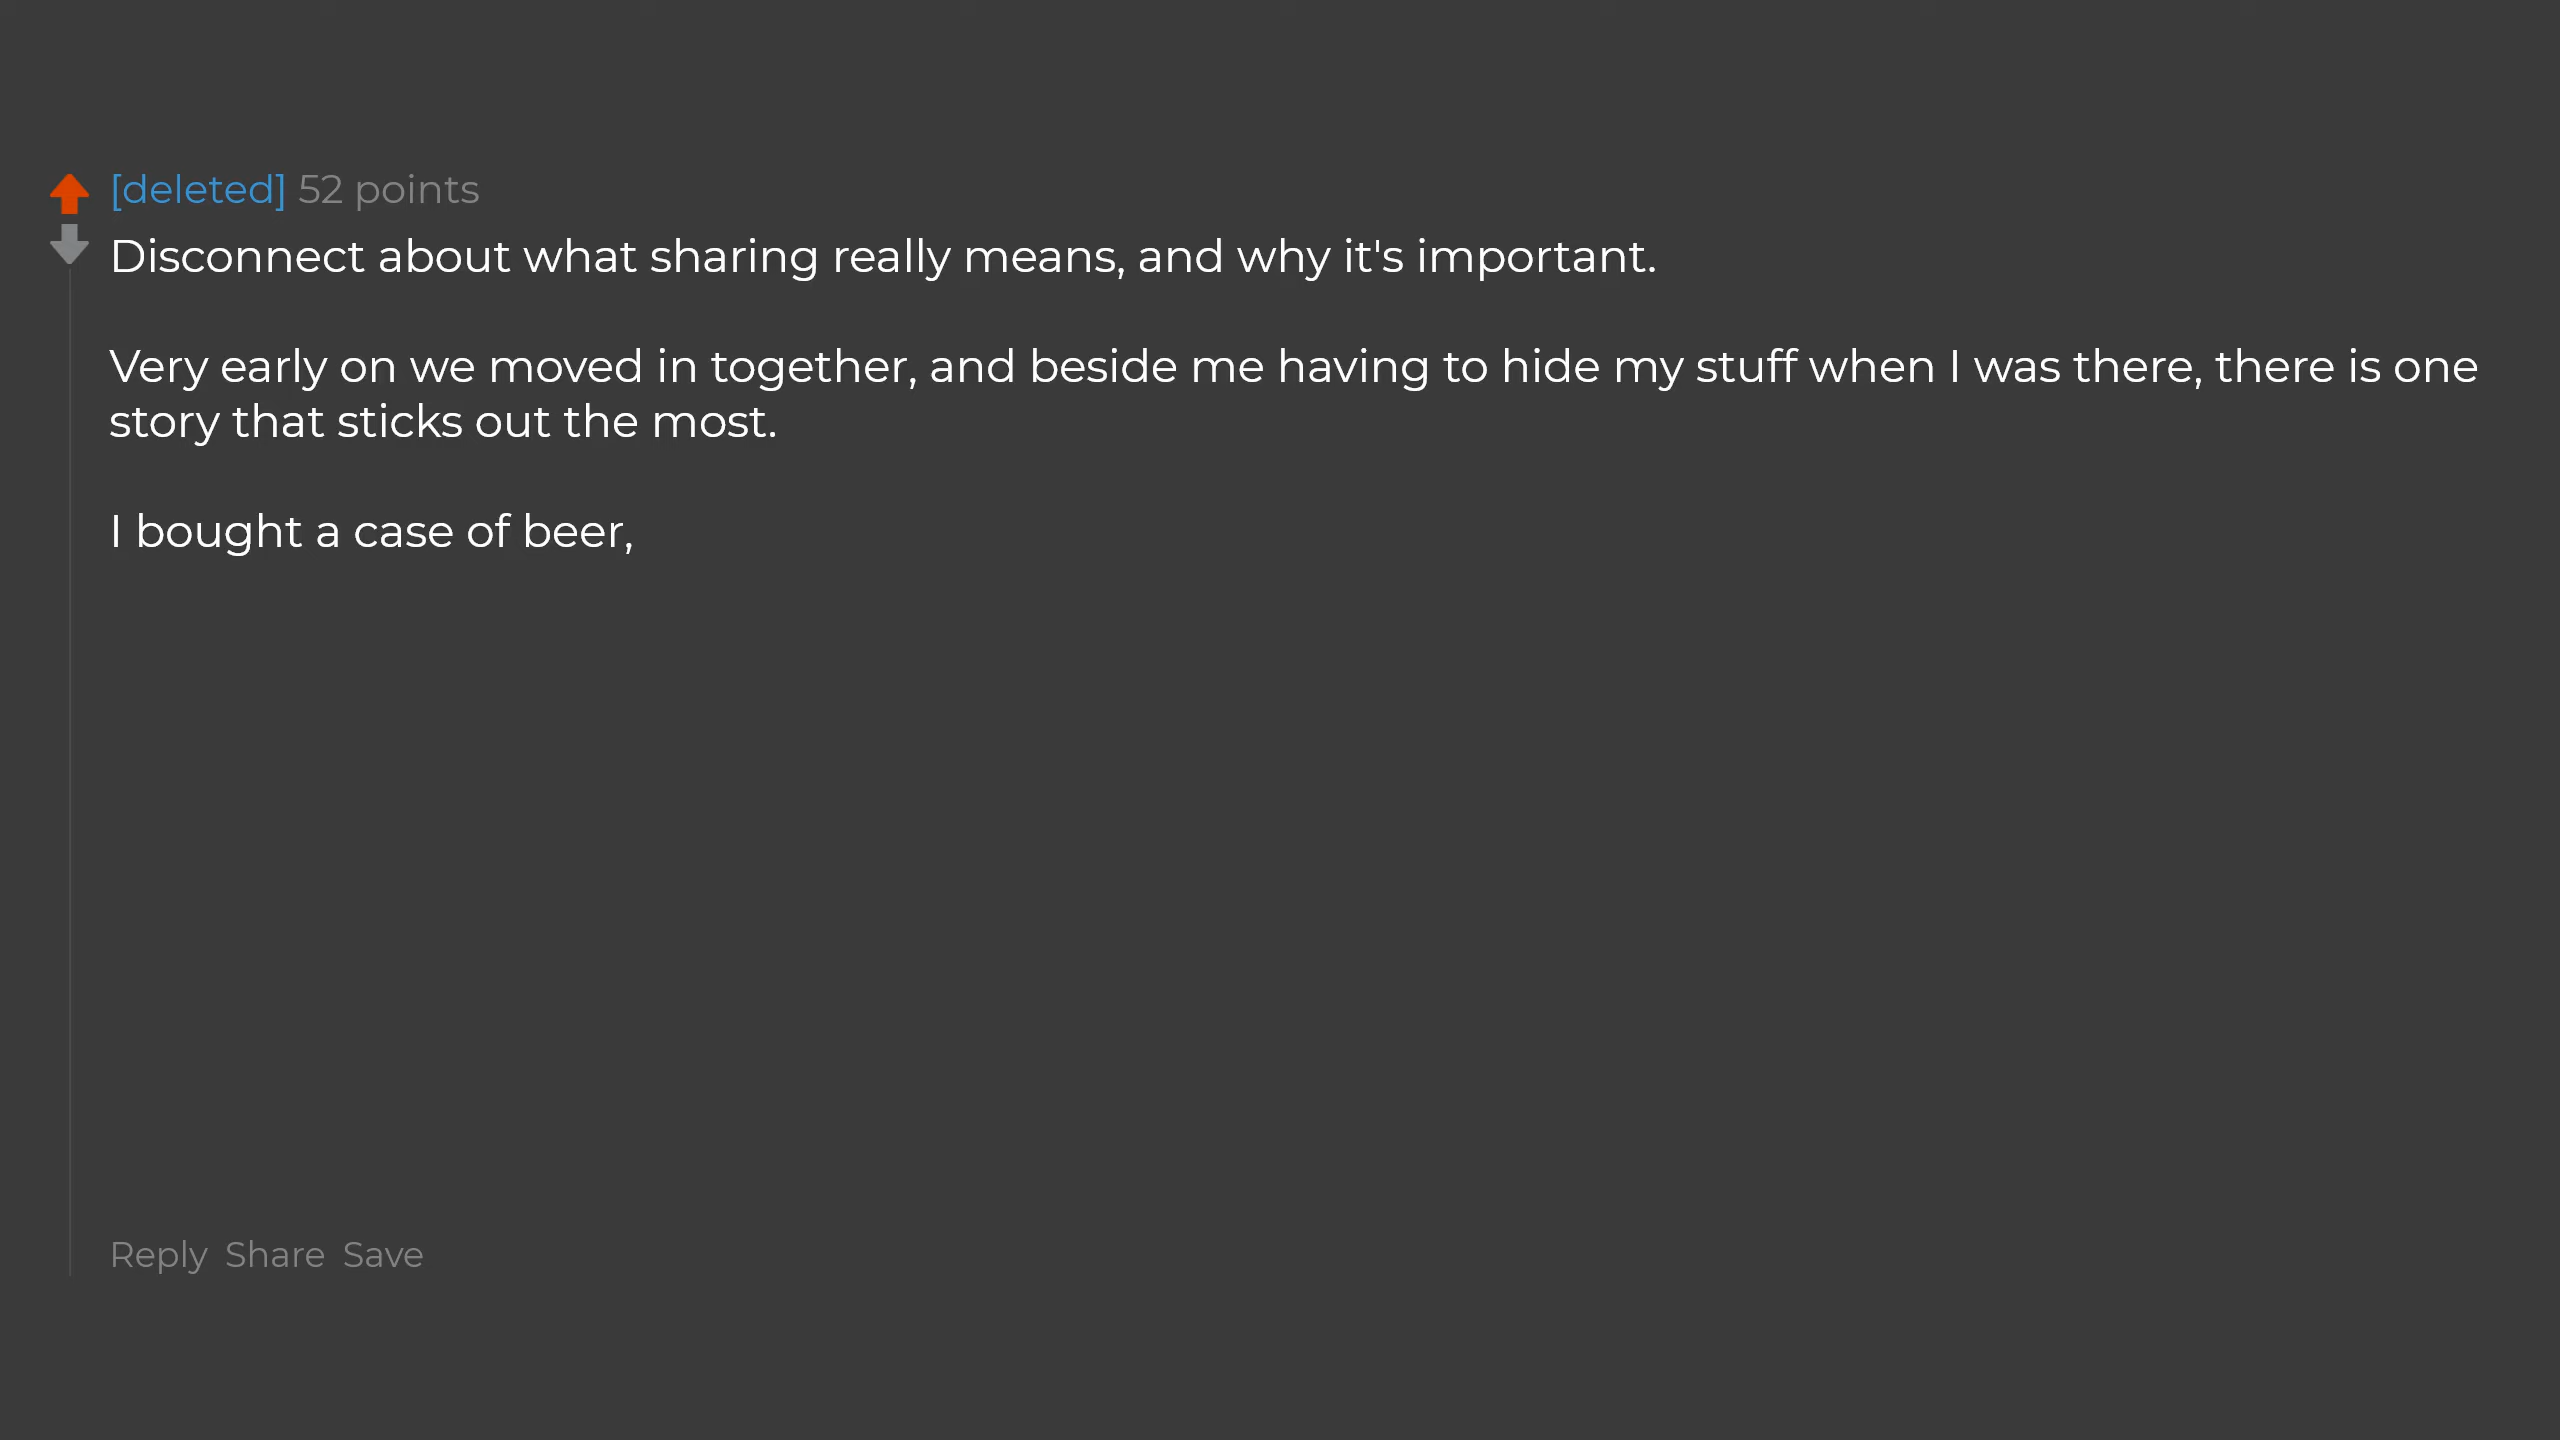 [deleted] 52 points
Disconnect about what sharing really means, and why it's important.
Very early on we moved in together, and beside me having to hide my stuff when I was there, there is one
story that sticks out the most.
I bought a case of beer,
Reply Share Save